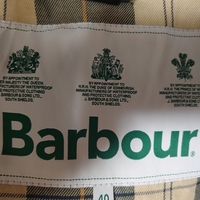 BY APPOINTMENT TO
HER MAJESTY THE QUEEN
MANUFACTURERS OF WATERPROOF
AND PROTECTIVE CLOTHING
J. BARBOUR & SONS LTD
SOUTH SHIELDS
BY APPOINTMENT TO
H.R.H. THE DUKE OF EDINBURGH
MANUFACTURERS OF WATERPROOF
AND PROTECTIVE CLOTHING
J. BARBOUR & SONS LTD
SOUTH SHIELDS
BY APPOINTMENT TO
H.R.H. THE PRINCE OF WALES
MANUFACTURERS OF WATERPROOF
AND PROTECTIVE CLOTHING
J. BARBOUR & SONS LTD
SOUTH SHIELDS
Barbour®
40